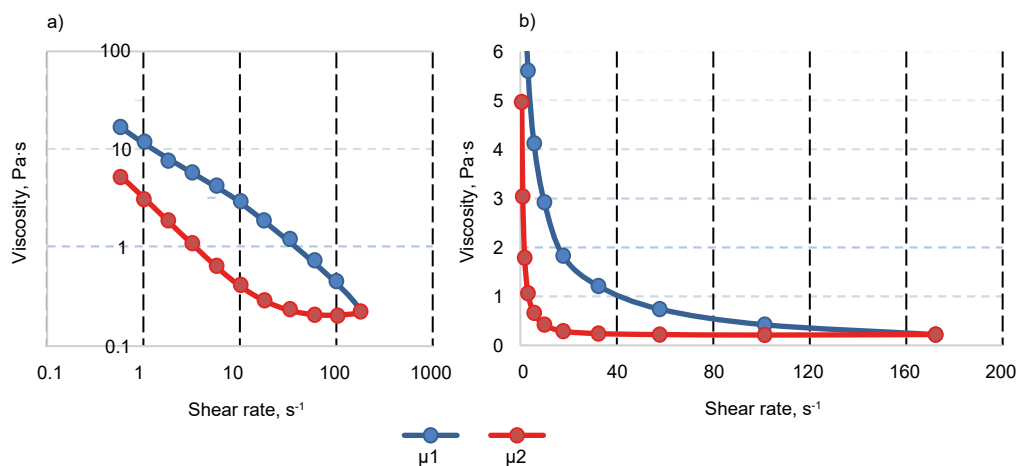 a)
100
10
1
0.1
0.1 1 10 100 1000
Viscosity, Pa·s
Shear rate, s-1
b)
6
5
4
3
2
1
0
0 40 80 120 160 200
Viscosity, Pa·s
Shear rate, s-1
µ1 µ2